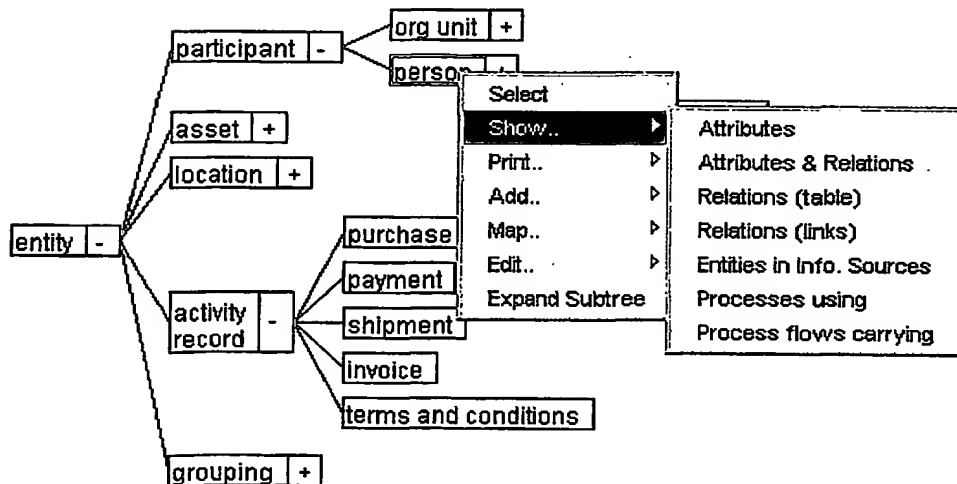 org unit +
participant -
person +
Select
asset +
Show..
Attributes
Print..
Attributes & Relations
location +
Add..
Relations (table)
purchase
Map..
Relations (links)
entity -
Edit..
Entities in Info. Sources
payment
Expand Subtree
Processes using
activity
record -
shipment
Process flows carrying
invoice
terms and conditions
grouping +